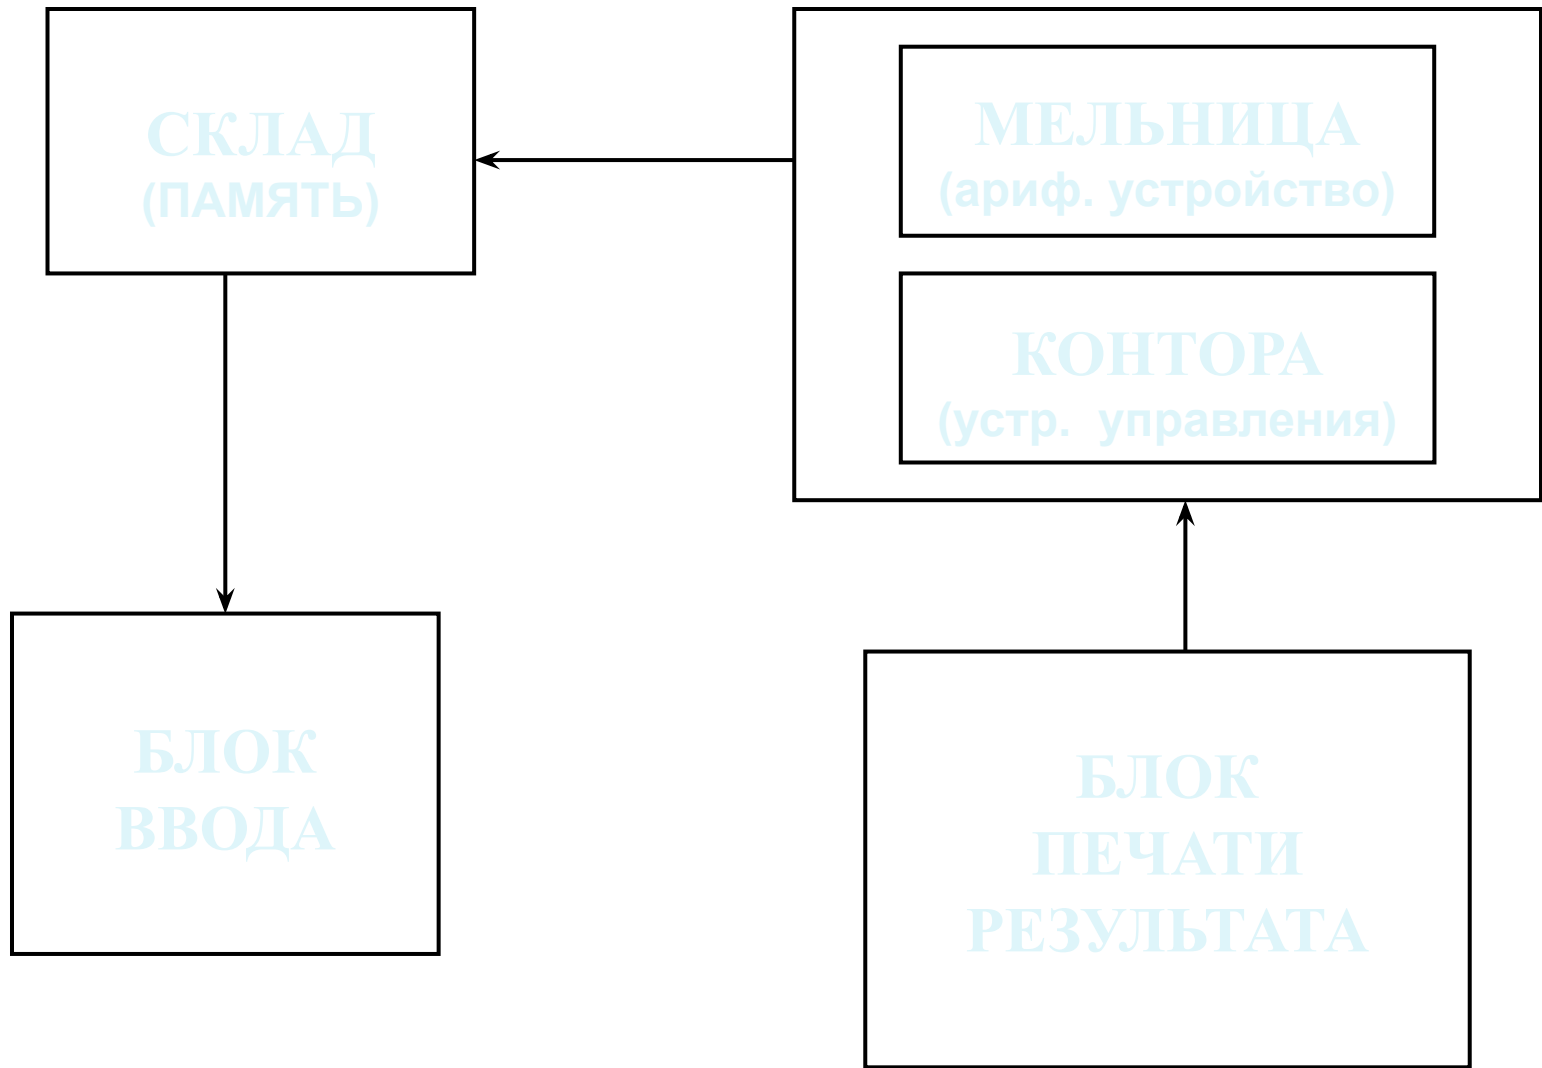 СКЛАД
(ПАМЯТЬ)
МЕЛЬНИЦА
(ариф. устройство)
КОНТОРА
(устр.  управления)
БЛОК
ВВОДА
БЛОК
ПЕЧАТИ
РЕЗУЛЬТАТА